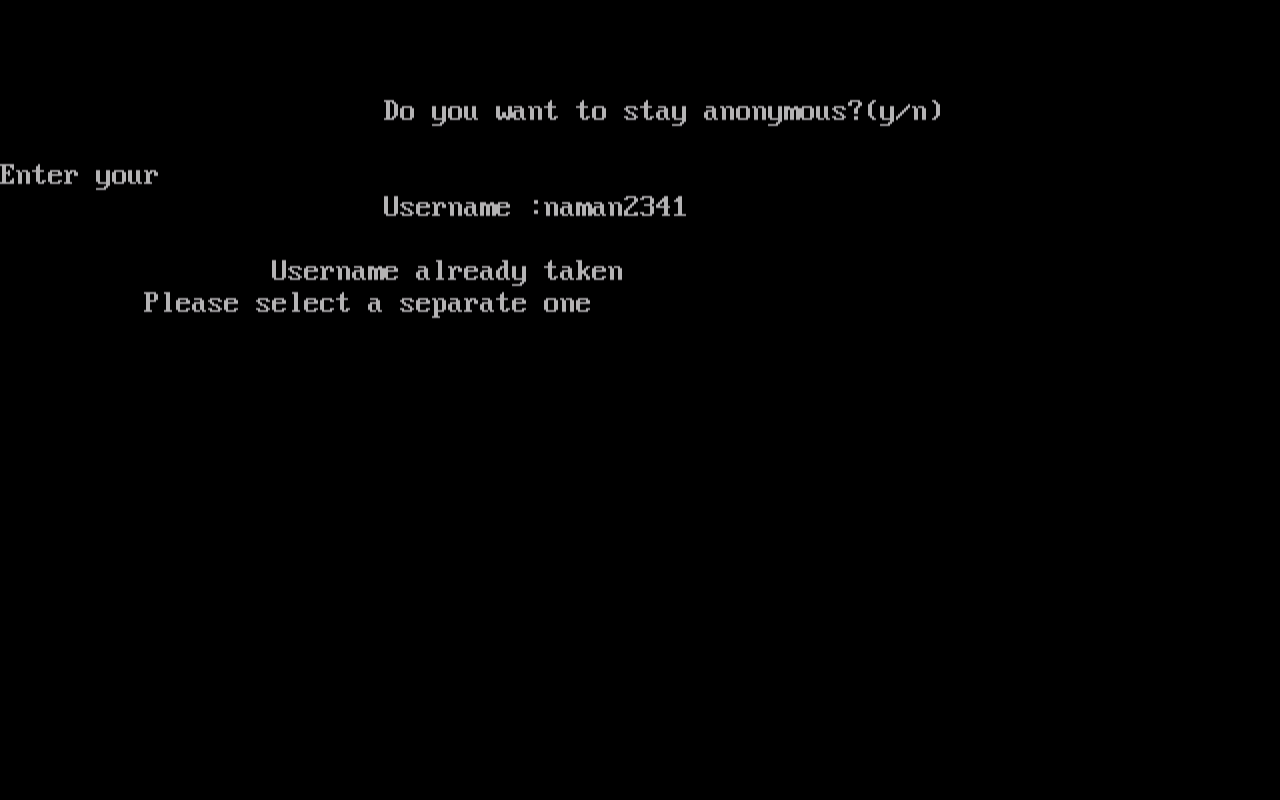 Do you want to stay anonymous?(y/n)
Enter your
Username :naman2341
Username already taken
Please select a separate one